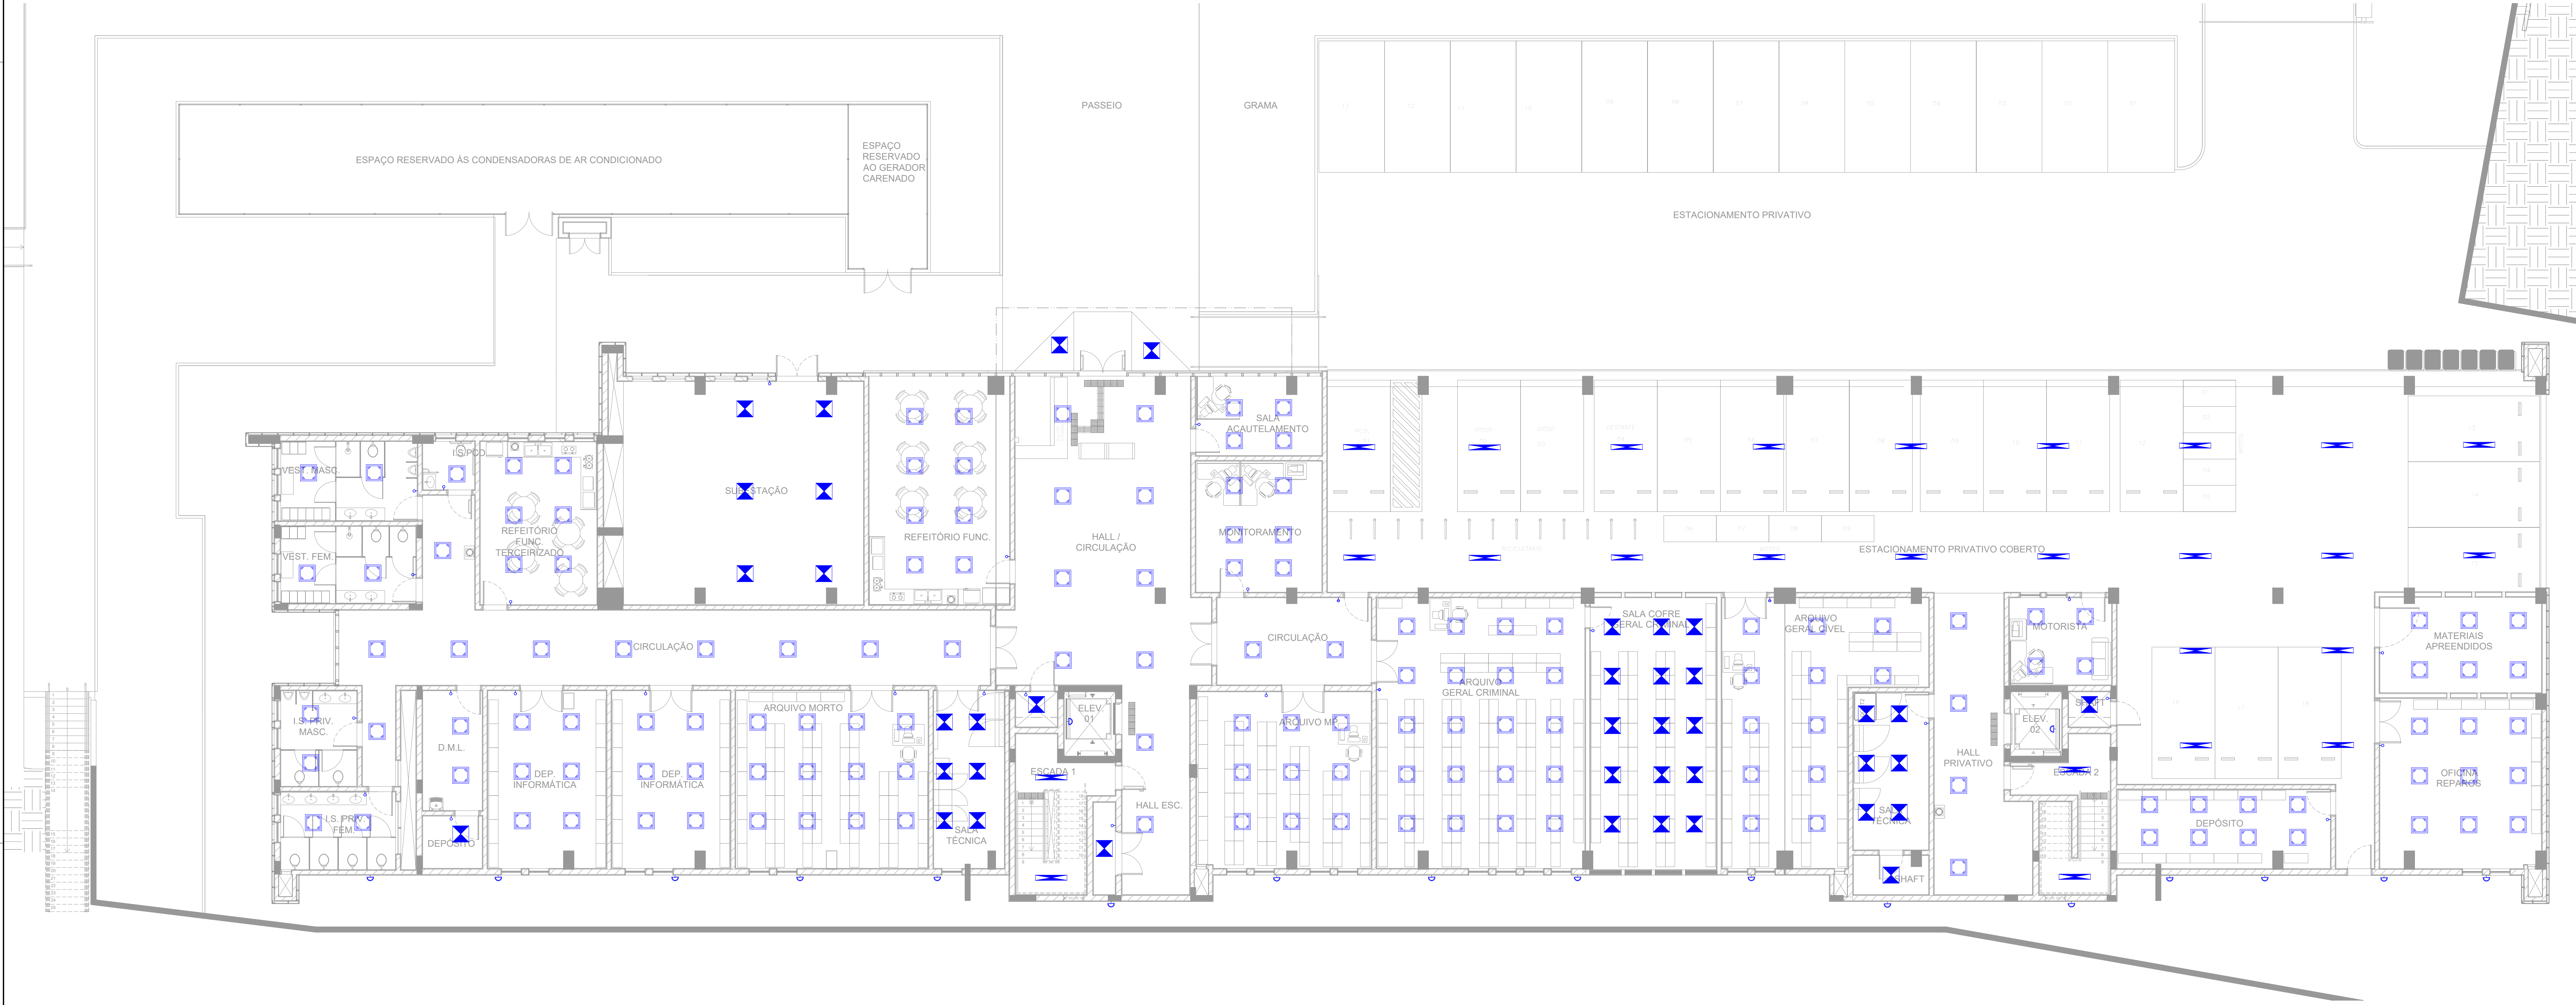 PASSEIO
GRAMA
ESPAÇO RESERVADO ÀS CONDENSADORAS DE AR CONDICIONADO
ESPAÇO
RESERVADO
AO GERADOR
CARENADO
ESTACIONAMENTO PRIVATIVO
SALA
ACAUTELAMENTO
I.S.PCD
VEST. MASC.
SUBESTAÇÃO
REFEITÓRIO
FUNC.
TERCEIRIZADO
REFEITÓRIO FUNC.
HALL /
CIRCULAÇÃO
MONITORAMENTO
ESTACIONAMENTO PRIVATIVO COBERTO
VEST. FEM.
CIRCULAÇÃO
CIRCULAÇÃO
SALA COFRE
GERAL CRIMINAL
ARQUIVO
GERAL CÍVEL
MOTORISTA
MATERIAIS
APREENDIDOS
ARQUIVO
GERAL CRIMINAL
I.S. PRIV.
MASC.
D.M.L.
ARQUIVO MORTO
ELEV.
01
ARQUIVO MP
SHAFT
ELEV.
02
DEP.
INFORMÁTICA
DEP.
INFORMÁTICA
ESCADA 1
HALL
PRIVATIVO
ESCADA 2
OFICINA
REPAROS
HALL ESC.
I.S. PRIV.
FEM.
DEPÓSITO
SALA
TÉCNICA
SALA
TÉCNICA
DEPÓSITO
SHAFT